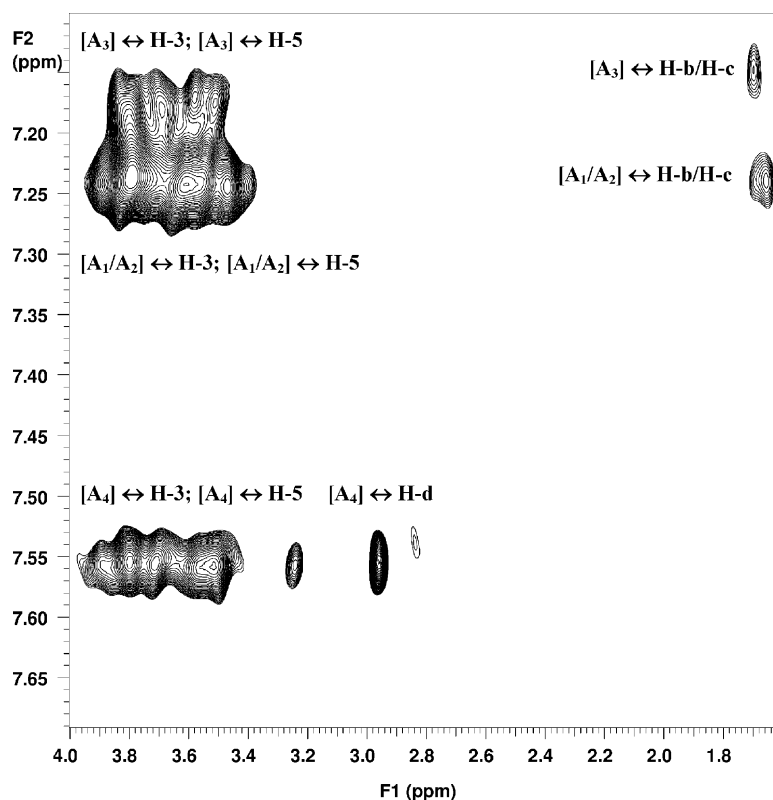 F2
(ppm)
[A3] ↔ H-3; [A3] ↔ H-5
[A3] ↔ H-b/H-c
7.20
[A1/A2] ↔ H-b/H-c
7.25
7.30
[A1/A2] ↔ H-3; [A1/A2] ↔ H-5
7.35
7.40
7.45
7.50
[A4] ↔ H-3; [A4] ↔ H-5 [A4] ↔ H-d
7.55
7.60
7.65
4.0 3.8 3.6 3.4 3.2 3.0 2.8 2.6 2.4 2.2 2.0 1.8
F1 (ppm)